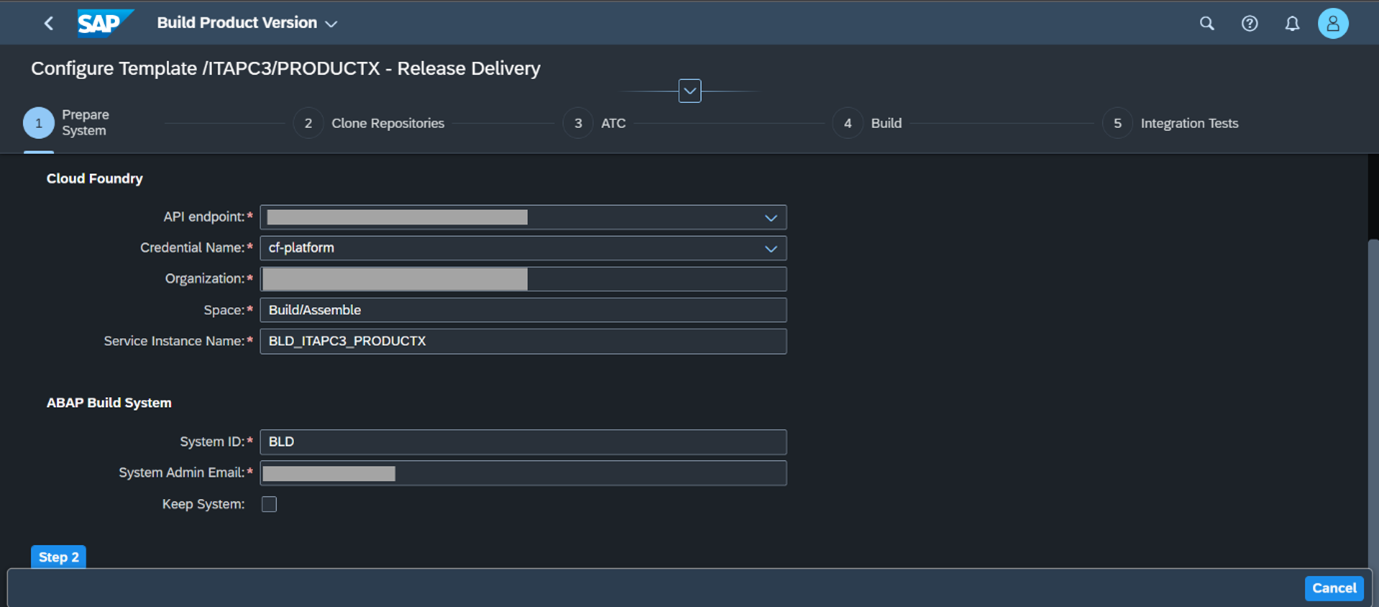 SAP Build Product Version
Configure Template /ITAPC3/PRODUCTX - Release Delivery
1 Prepare
System
2 Clone Repositories
3 ATC
4 Build
5 Integration Tests
Cloud Foundry
API endpoint:*
Credential Name:* cf-platform
Organization:*
Space:* Build/Assemble
Service Instance Name:* BLD_ITAPC3_PRODUCTX
ABAP Build System
System ID:* BLD
System Admin Email:*
Keep System:
Step 2
Cancel